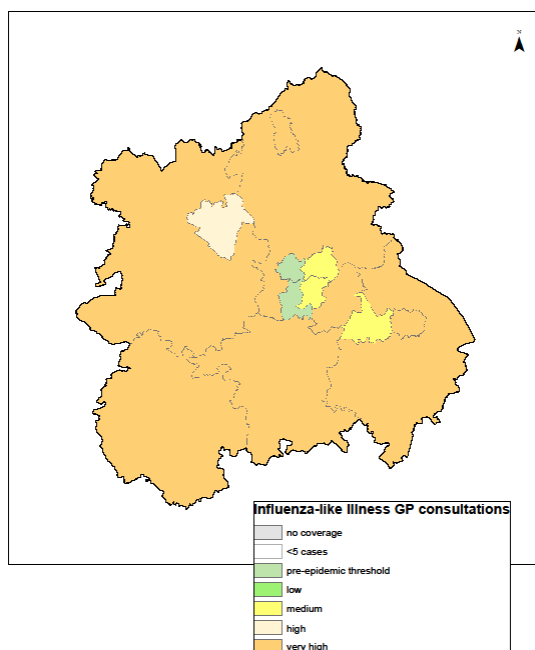 N
Influenza-like Illness GP consultations
no coverage
<5 cases
pre-epidemic threshold
low
medium
high
very high